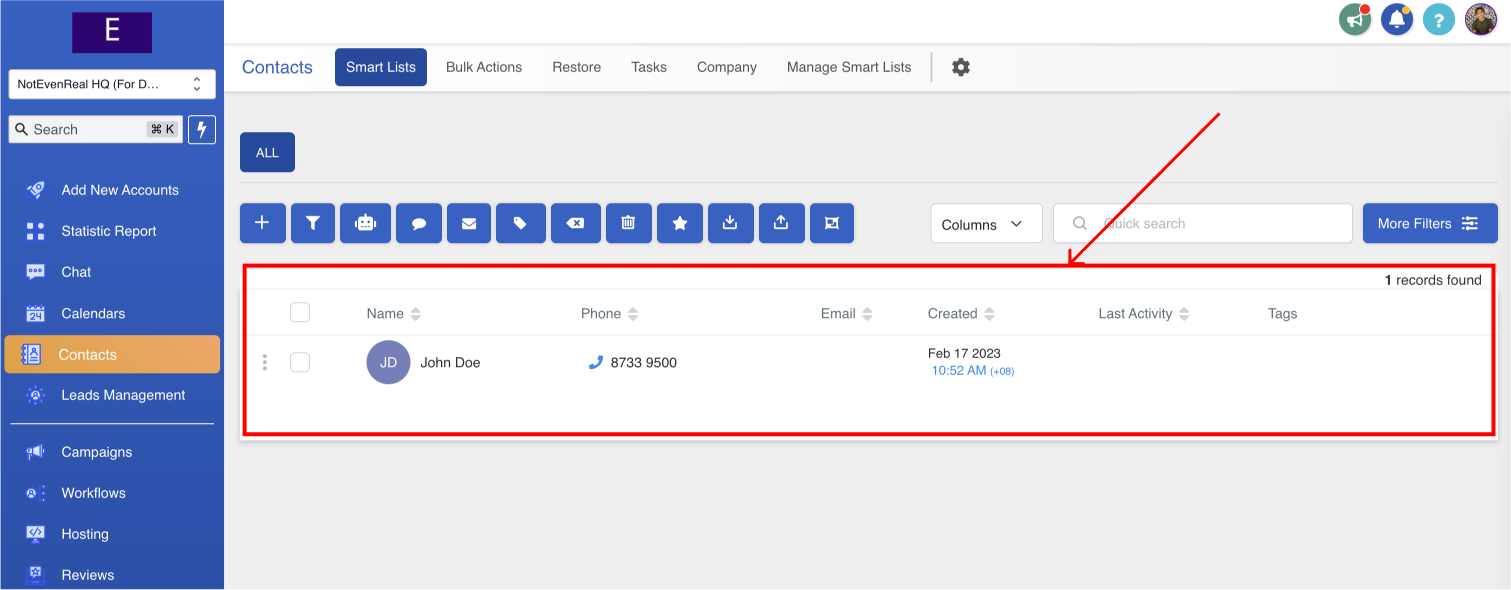 E
NotEvenReal HQ (For D...
Search ⌘ K
Add New Accounts
Statistic Report
Chat
24
Calendars
Contacts
Leads Management
Campaigns
Workflows
Hosting
Reviews
?
Contacts Smart Lists Bulk Actions Restore Tasks Company Manage Smart Lists
ALL
Columns Quick search More Filters
1 records found
Name Phone Email Created Last Activity Tags
JD John Doe 8733 9500 Feb 17 2023
10:52 AM (+08)